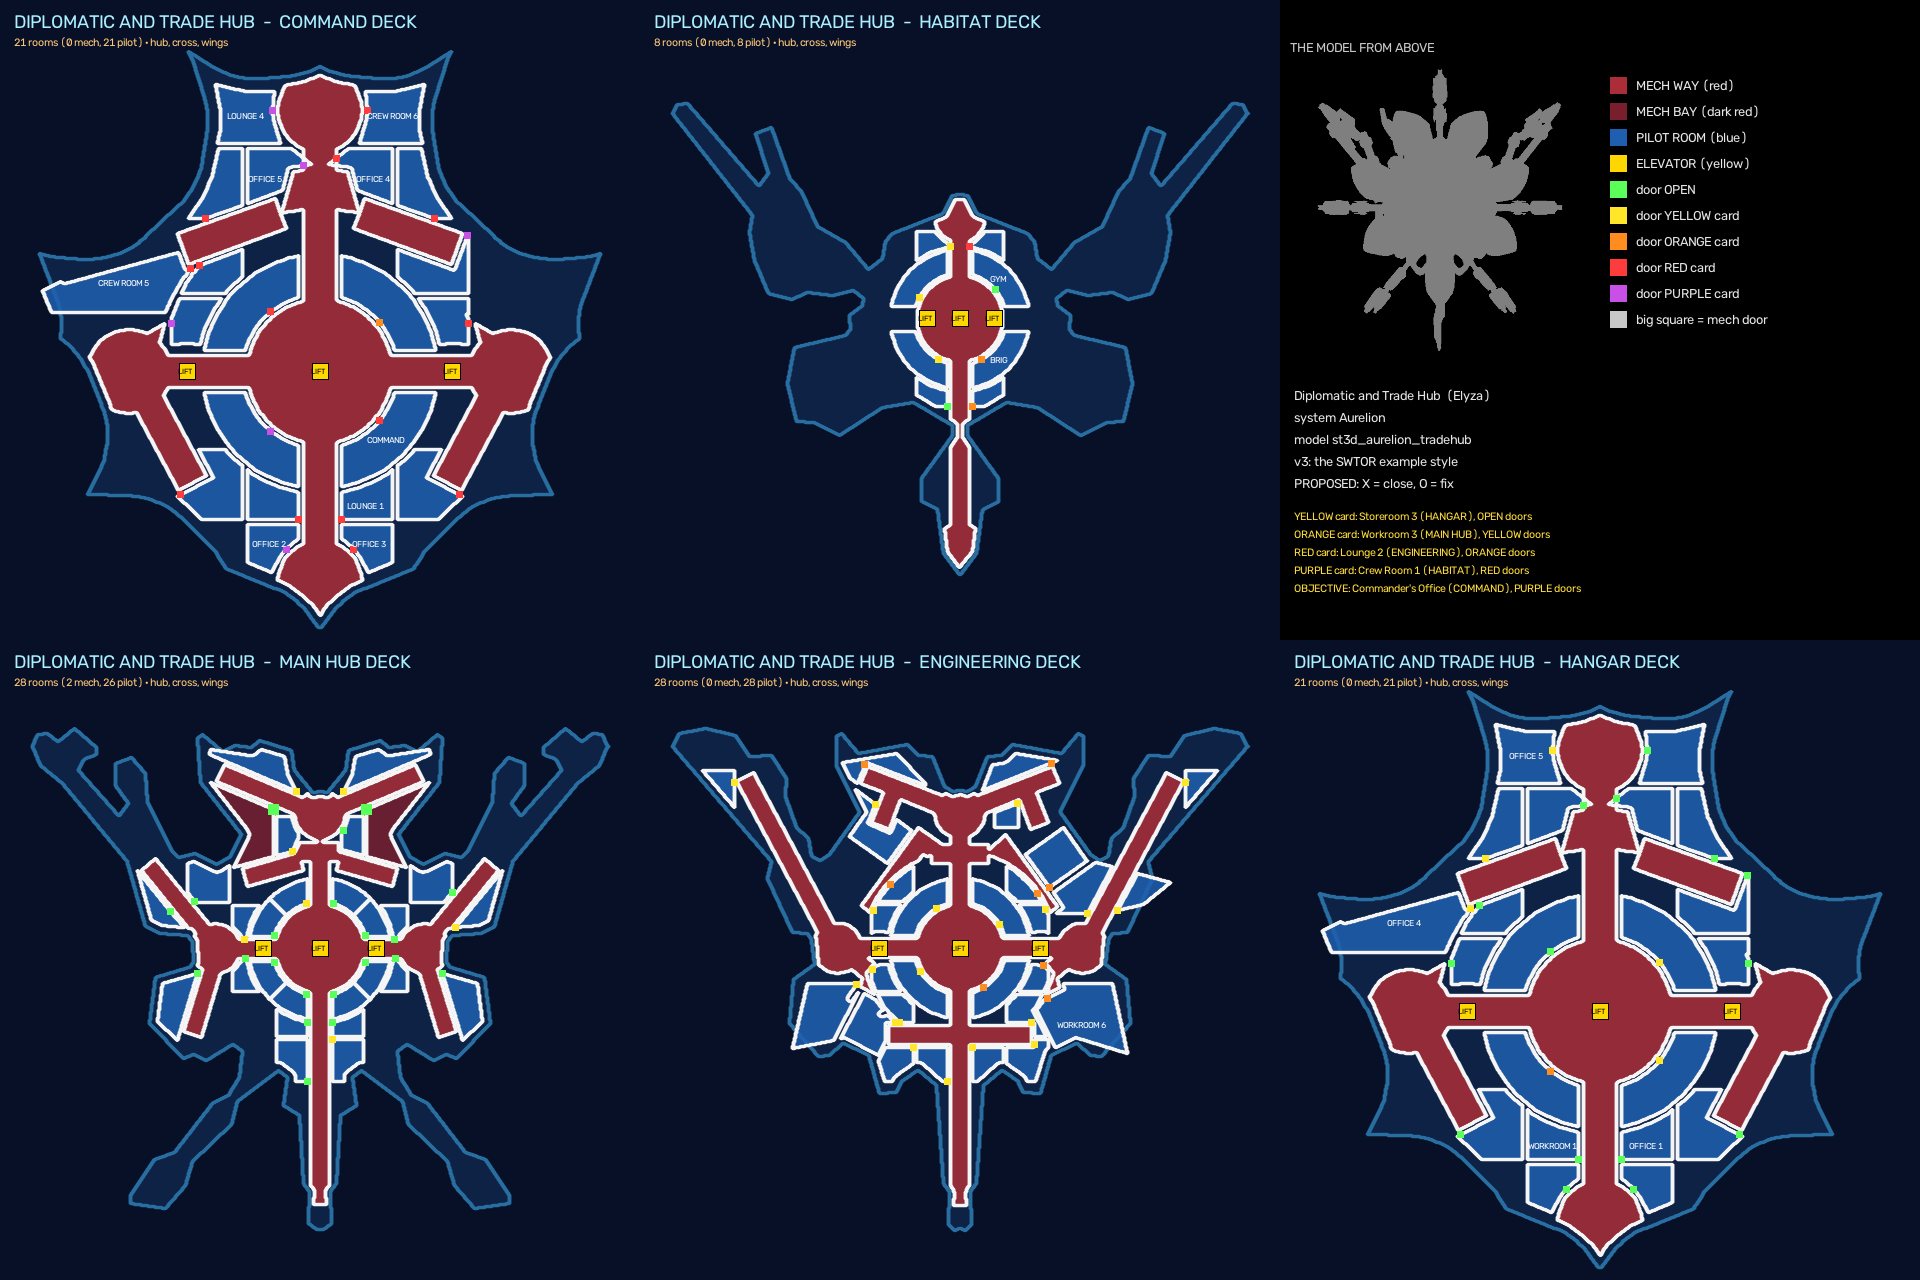 DIPLOMATIC AND TRADE HUB - COMMAND DECK
21 rooms (0 mech, 21 pilot) • hub, cross, wings
LOUNGE 4
CREW ROOM 6
OFFICE 5
OFFICE 4
CREW ROOM 5
LIFT
LIFT
LIFT
COMMAND
LOUNGE 1
OFFICE 2
OFFICE 3
DIPLOMATIC AND TRADE HUB - HABITAT DECK
8 rooms (0 mech, 8 pilot) • hub, cross, wings
GYM
LIFT
LIFT
LIFT
BRIG
THE MODEL FROM ABOVE
MECH WAY (red)
MECH BAY (dark red)
PILOT ROOM (blue)
ELEVATOR (yellow)
door OPEN
door YELLOW card
door ORANGE card
door RED card
door PURPLE card
big square = mech door
Diplomatic and Trade Hub (Elyza)
system Aurelion
model st3d_aurelion_tradehub
v3: the SWTOR example style
PROPOSED: X = close, O = fix
YELLOW card: Storeroom 3 (HANGAR), OPEN doors
ORANGE card: Workroom 3 (MAIN HUB), YELLOW doors
RED card: Lounge 2 (ENGINEERING), ORANGE doors
PURPLE card: Crew Room 1 (HABITAT), RED doors
OBJECTIVE: Commander's Office (COMMAND), PURPLE doors
DIPLOMATIC AND TRADE HUB - MAIN HUB DECK
28 rooms (2 mech, 26 pilot) • hub, cross, wings
LIFT
LIFT
LIFT
DIPLOMATIC AND TRADE HUB - ENGINEERING DECK
28 rooms (0 mech, 28 pilot) • hub, cross, wings
LIFT
LIFT
LIFT
WORKROOM 6
DIPLOMATIC AND TRADE HUB - HANGAR DECK
21 rooms (0 mech, 21 pilot) • hub, cross, wings
OFFICE 5
OFFICE 4
LIFT
LIFT
LIFT
WORKROOM 1
OFFICE 1